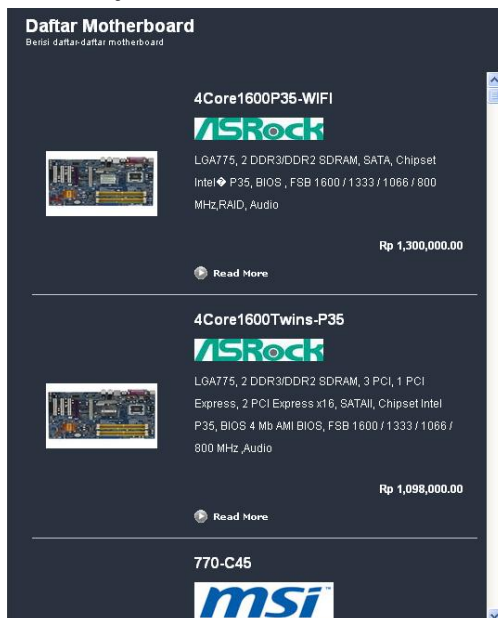 Daftar Motherboard
Berisi daftar-daftar motherboard
4Core1600P35-WIFI
ASRock
LGA775, 2 DDR3/DDR2 SDRAM, SATA, Chipset
Intel� P35, BIOS , FSB 1600 / 1333 / 1066 / 800
MHz,RAID, Audio
Rp 1,300,000.00
Read More
4Core1600Twins-P35
ASRock
LGA775, 2 DDR3/DDR2 SDRAM, 3 PCI, 1 PCI
Express, 2 PCI Express x16, SATAII, Chipset Intel
P35, BIOS 4 Mb AMI BIOS, FSB 1600 / 1333 / 1066 /
800 MHz ,Audio
Rp 1,098,000.00
Read More
770-C45
msi